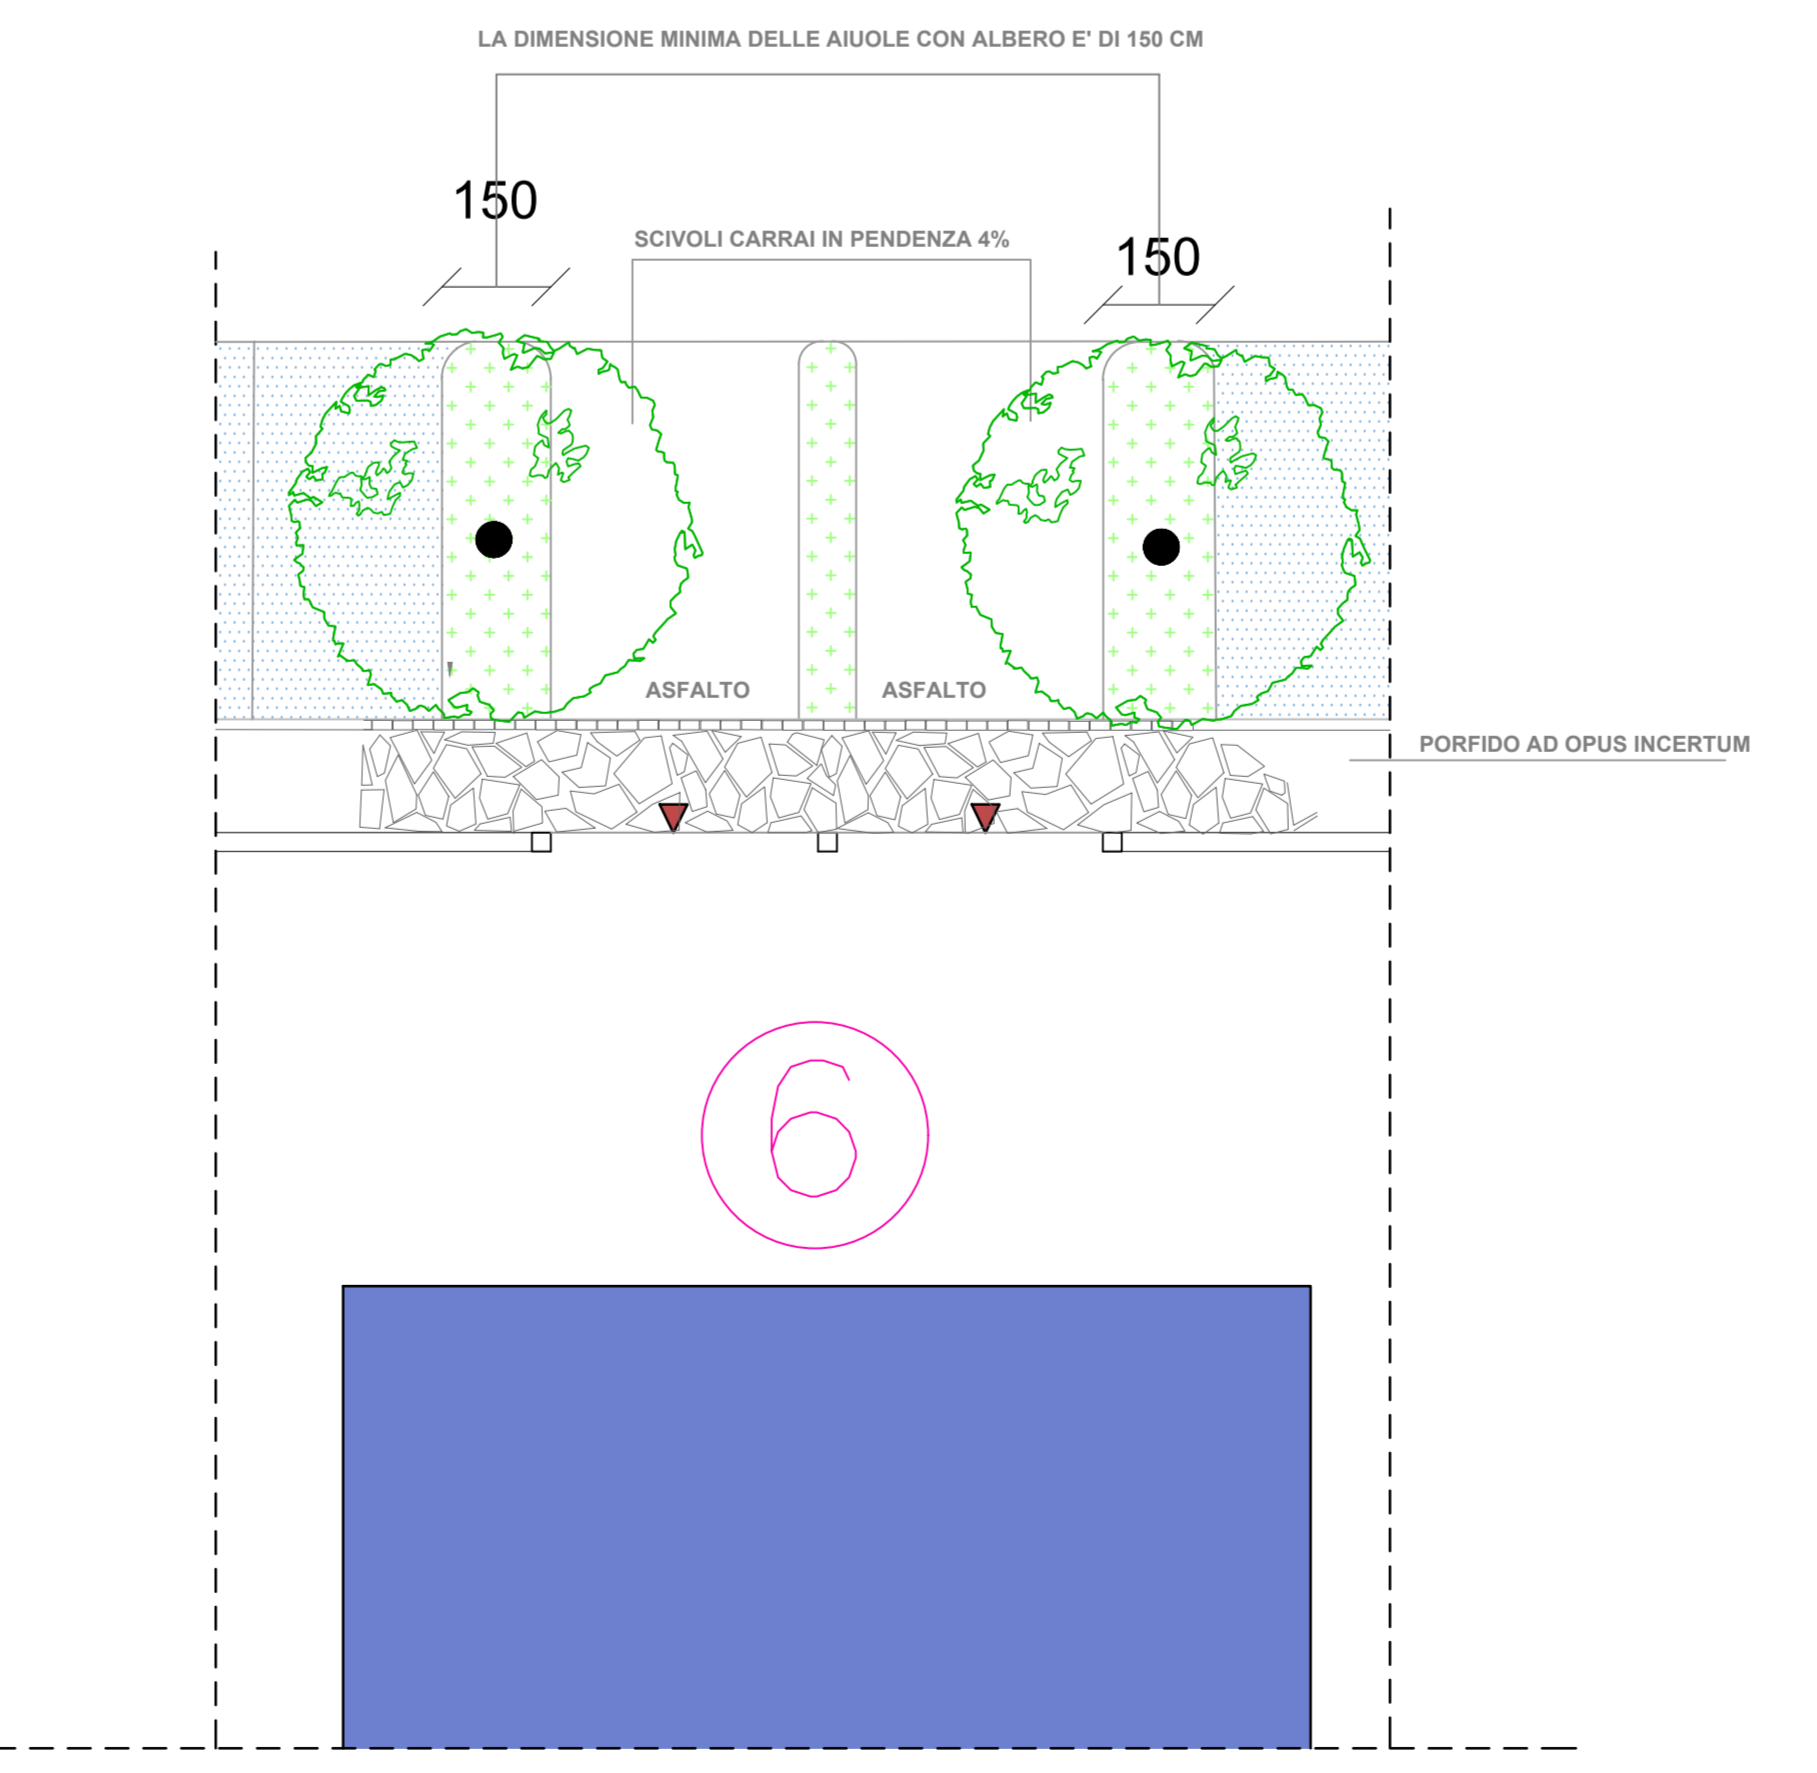 LA DIMENSIONE MINIMA DELLE AIUOLE CON ALBERO E' DI 150 CM
150
SCIVOLI CARRAI IN PENDENZA 4%
150
ASFALTO
ASFALTO
PORFIDO AD OPUS INCERTUM
6